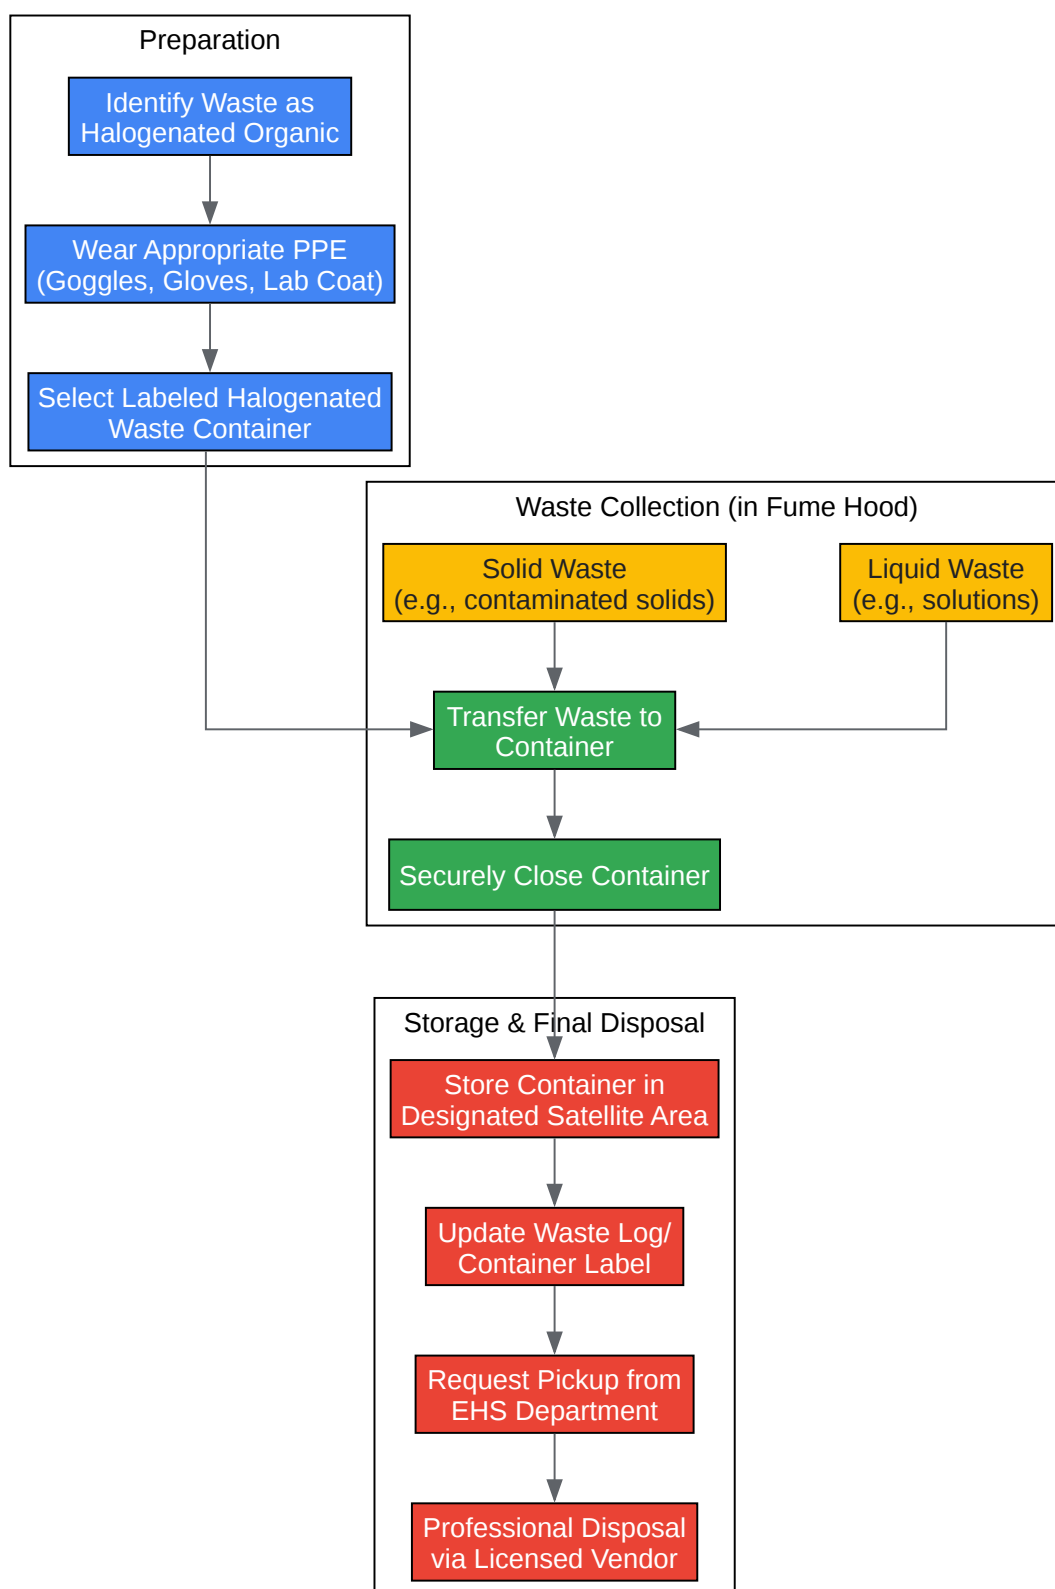 Preparation
Identify Waste as
Halogenated Organic
Wear Appropriate PPE
(Goggles, Gloves, Lab Coat)
Select Labeled Halogenated
Waste Container
Waste Collection (in Fume Hood)
Solid Waste
(e.g., contaminated solids)
Liquid Waste
(e.g., solutions)
Transfer Waste to
Container
Securely Close Container
Storage & Final Disposal
Store Container in
Designated Satellite Area
Update Waste Log/
Container Label
Request Pickup from
EHS Department
Professional Disposal
via Licensed Vendor